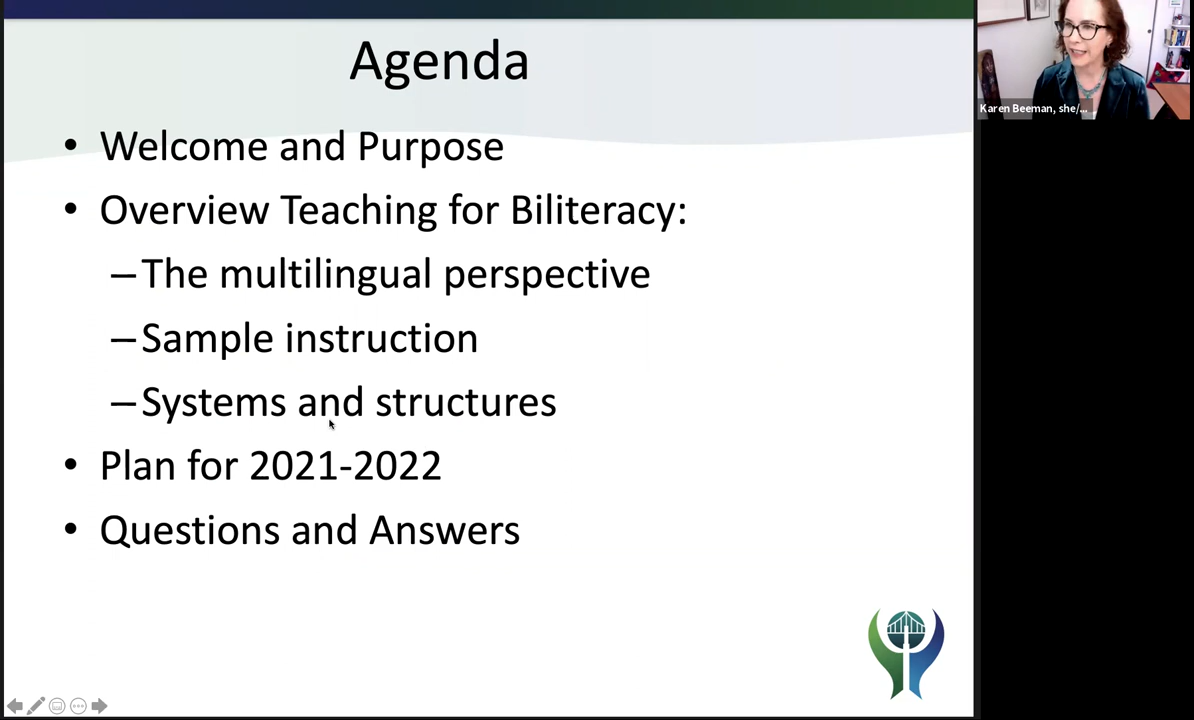 Agenda
• Welcome and Purpose
• Overview Teaching for Biliteracy:
–The multilingual perspective
–Sample instruction
–Systems and structures
• Plan for 2021-2022
• Questions and Answers
Karen Beeman, she/...